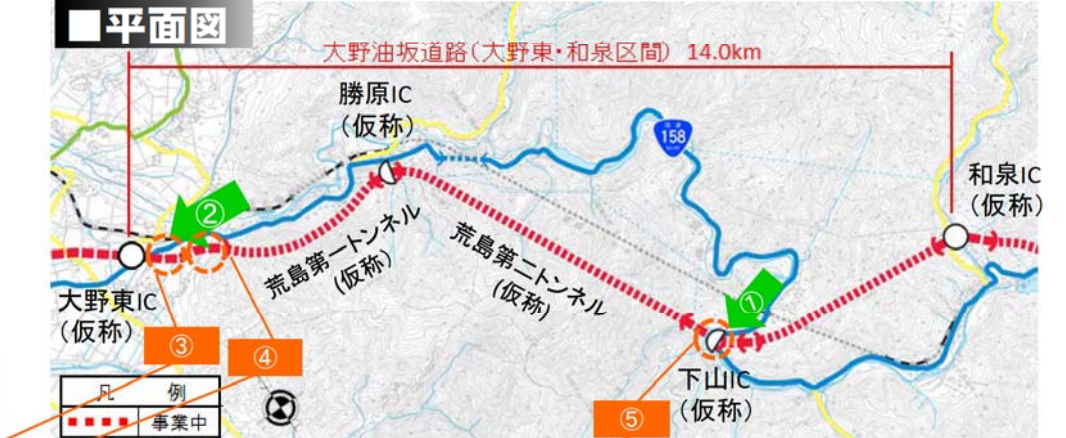 ■平面図
大野油坂道路(大野東・和泉区間) 14.0km
勝原IC
(仮称)
158
和泉IC
(仮称)
②
荒島第一トンネル
(仮称)
荒島第二トンネル
(仮称)
①
大野東IC
(仮称)
③
④
下山IC
(仮称)
⑤
凡 例
事業中